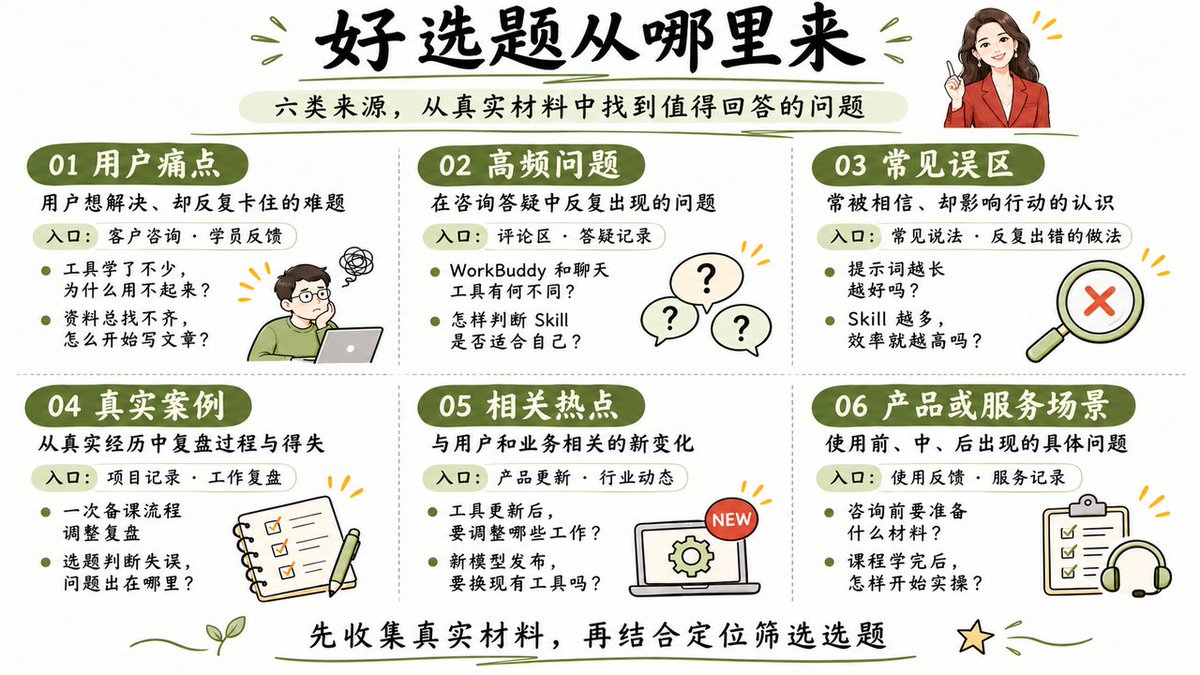 好选题从哪里来
六类来源，从真实材料中找到值得回答的问题
01 用户痛点
用户想解决、却反复卡住的难题
入口：客户咨询 · 学员反馈
工具学了不少，
为什么用不起来？
资料总找不齐，
怎么开始写文章？
02 高频问题
在咨询答疑中反复出现的问题
入口：评论区 · 答疑记录
WorkBuddy 和聊天
工具有何不同？
怎样判断 Skill
是否适合自己？
? ? ?
03 常见误区
常被相信、却影响行动的认识
入口：常见说法 · 反复出错的做法
提示词越长
越好吗？
Skill 越多，
效率就越高吗？
04 真实案例
从真实经历中复盘过程与得失
入口：项目记录 · 工作复盘
一次备课流程
调整复盘
选题判断失误，
问题出在哪里？
05 相关热点
与用户和业务相关的新变化
入口：产品更新 · 行业动态
工具更新后，
要调整哪些工作？
新模型发布，
要换现有工具吗？
NEW
06 产品或服务场景
使用前、中、后出现的具体问题
入口：使用反馈 · 服务记录
咨询前要准备
什么材料？
课程学完后，
怎样开始实操？
先收集真实材料，再结合定位筛选选题